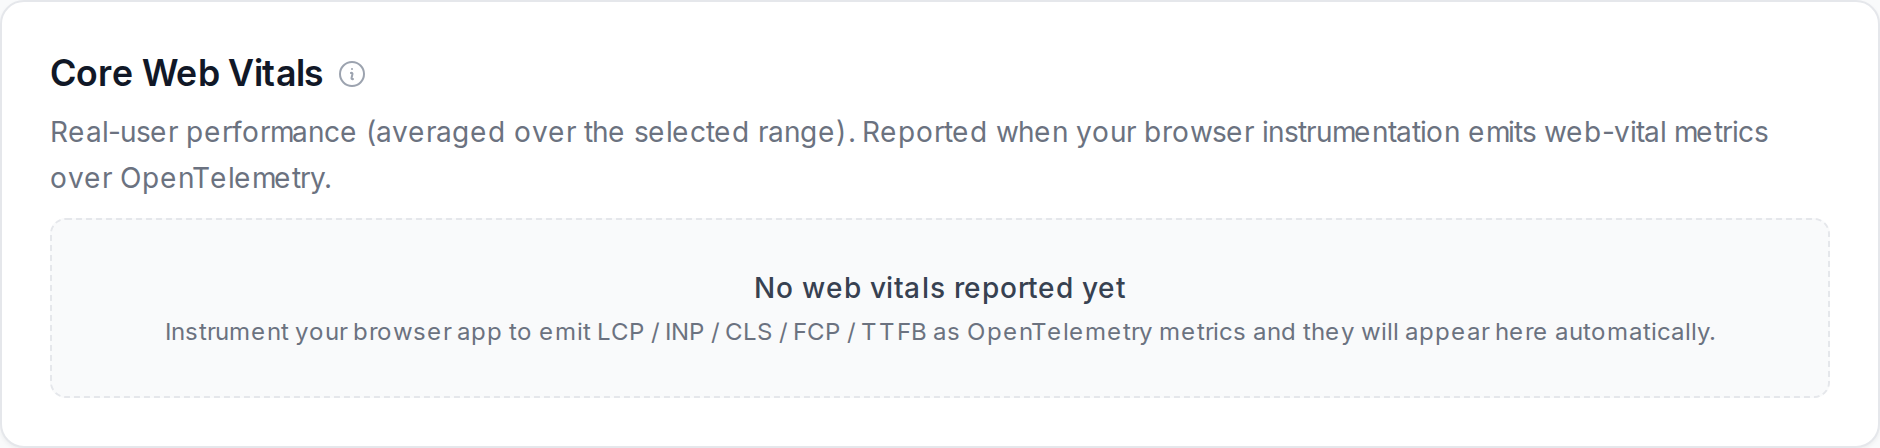 Core Web Vitals
Real-user performance (averaged over the selected range). Reported when your browser instrumentation emits web-vital metrics
over OpenTelemetry.
No web vitals reported yet
Instrument your browser app to emit LCP / INP / CLS / FCP / TTFB as OpenTelemetry metrics and they will appear here automatically.